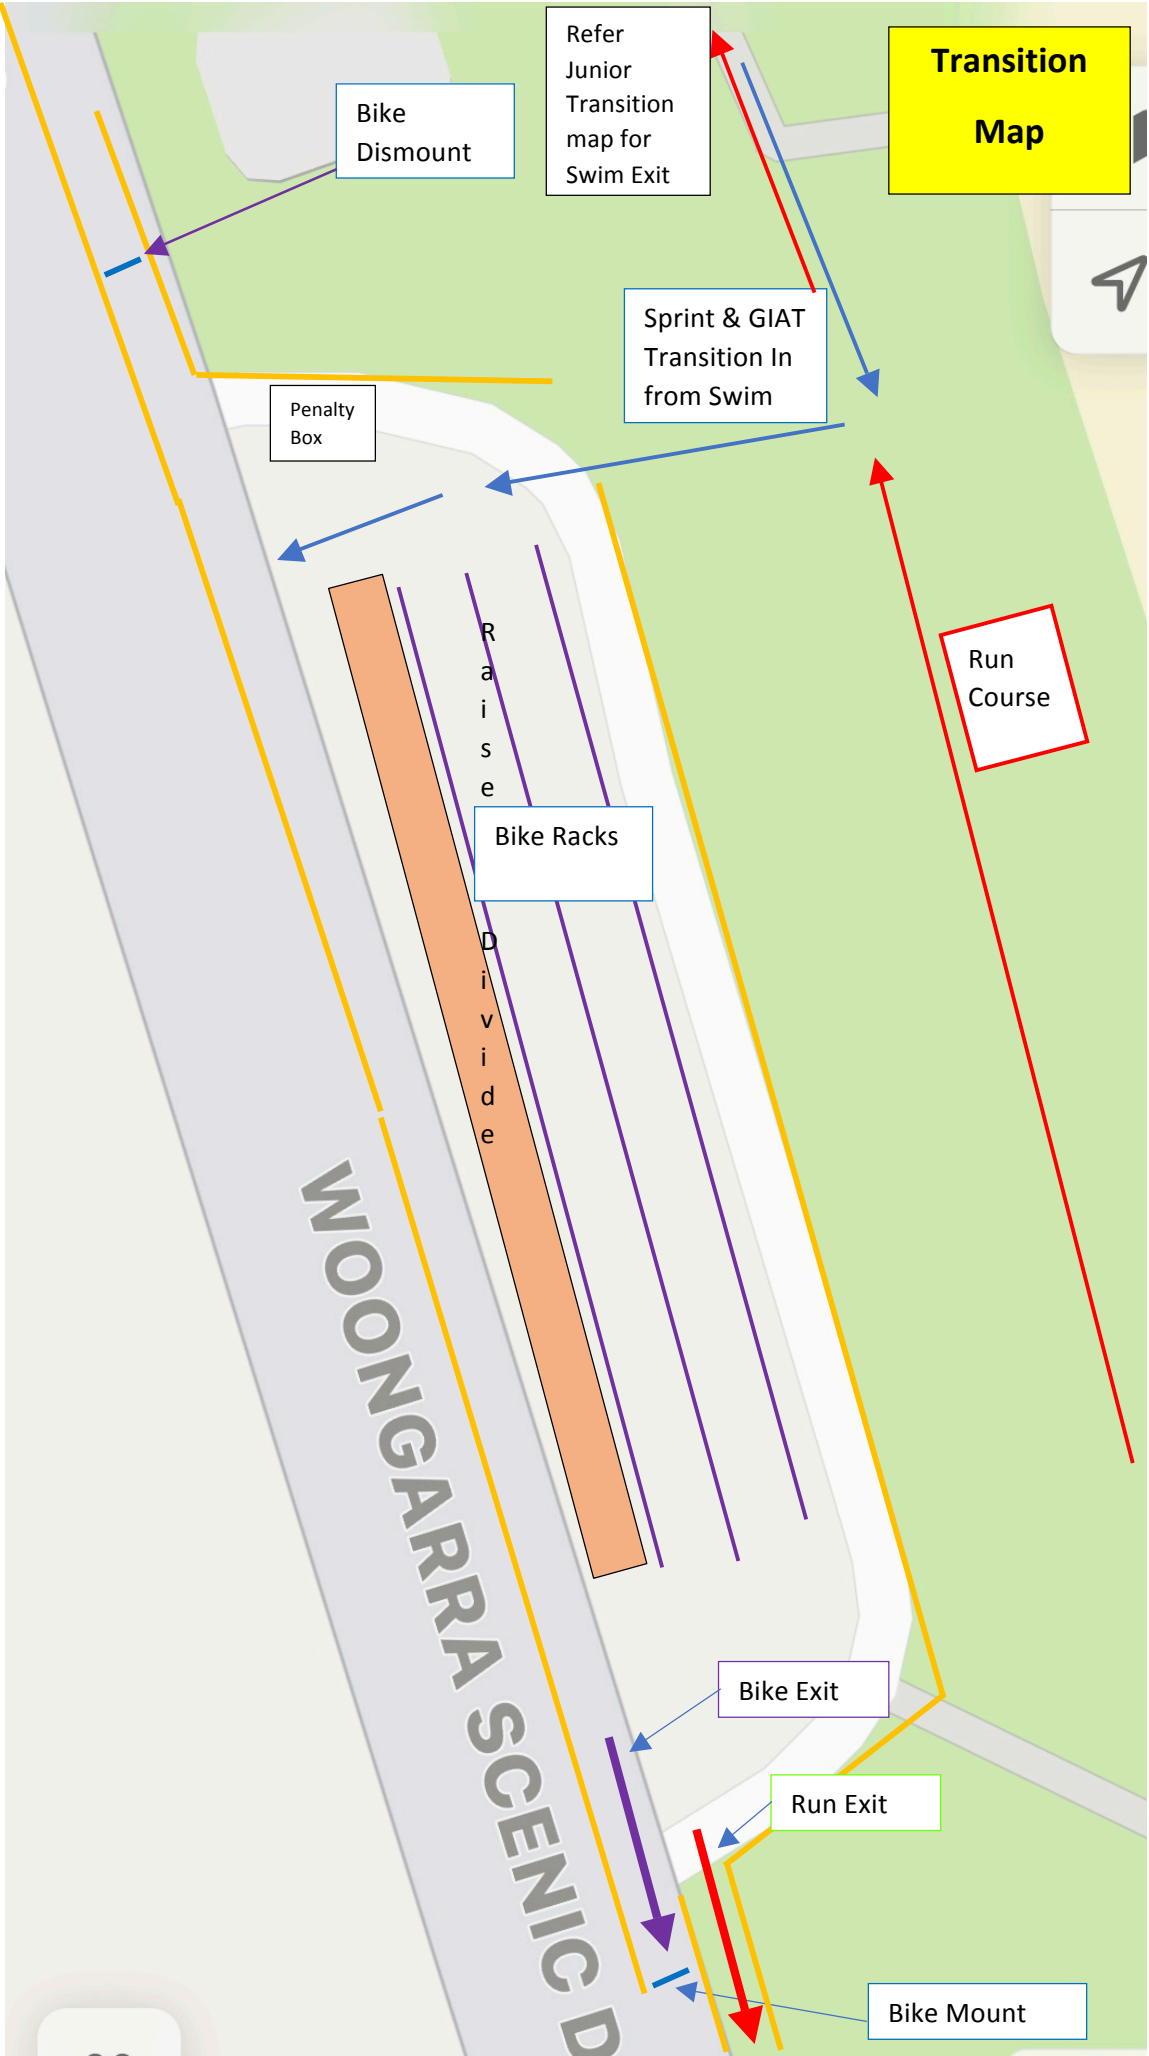 Refer
Junior
Transition
map for
Swim Exit
Transition
Map
Bike
Dismount
Sprint & GIAT
Transition In
from Swim
Penalty
Box
Run
Course
R
a
i
s
e
Bike Racks
D
i
v
i
d
e
WOONGARRA SCENIC D
Bike Exit
Run Exit
Bike Mount